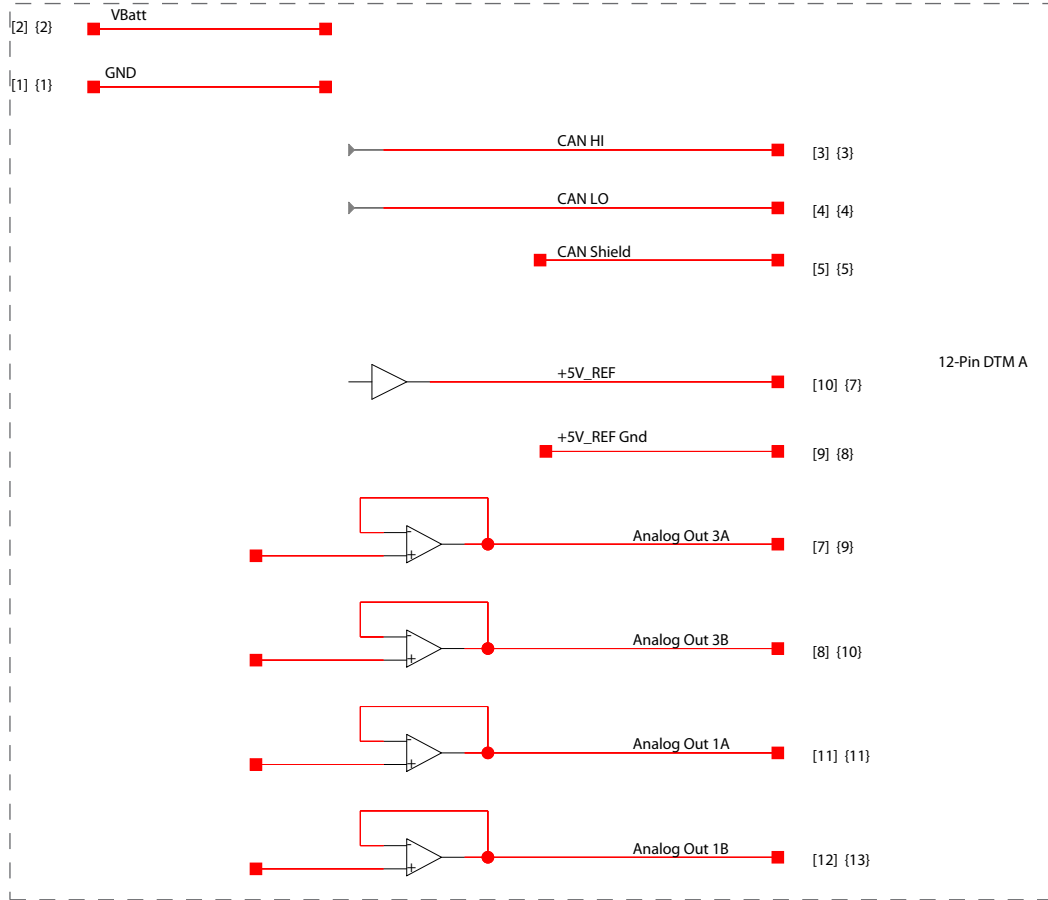 VBatt
[2] {2}
GND
[1] {1}
CAN HI
[3] {3}
CAN LO
[4] {4}
CAN Shield
[5] {5}
12-Pin DTM A
+5V_REF
[10] {7}
+5V_REF Gnd
[9] {8}
-
+
Analog Out 3A
[7] {9}
-
+
Analog Out 3B
[8] {10}
-
+
Analog Out 1A
[11] {11}
-
+
Analog Out 1B
[12] {13}